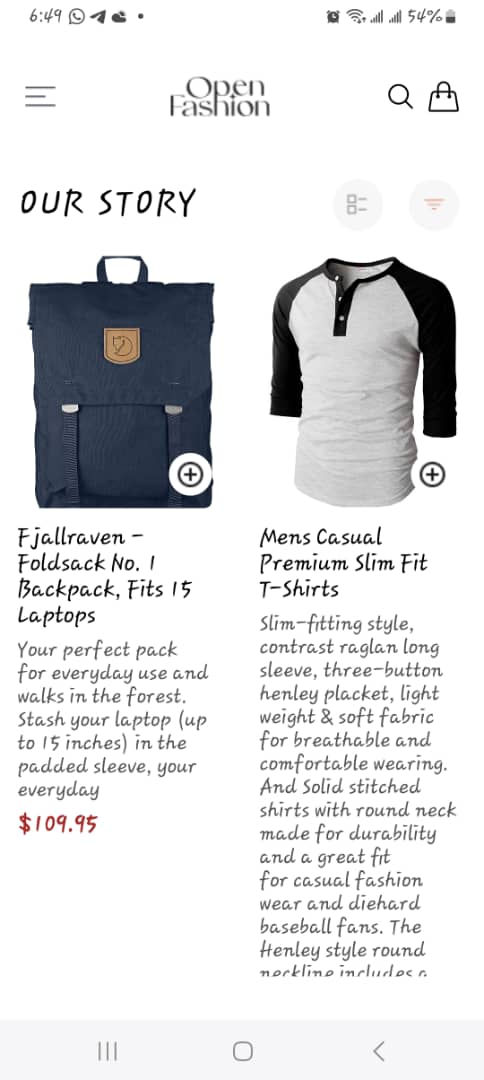 6:49
54%
Open
Fashion
OUR STORY
Fjallraven -
Foldsack No. 1
Backpack, Fits 15
Laptops
Your perfect pack
for everyday use and
walks in the forest.
Stash your laptop (up
to 15 inches) in the
padded sleeve, your
everyday
$109.95
Mens Casual
Premium Slim Fit
T-Shirts
Slim-fitting style,
contrast raglan long
sleeve, three-button
henley placket, light
weight & soft fabric
for breathable and
comfortable wearing.
And Solid stitched
shirts with round neck
made for durability
and a great fit
for casual fashion
wear and diehard
baseball fans. The
Henley style round
neckline includes a